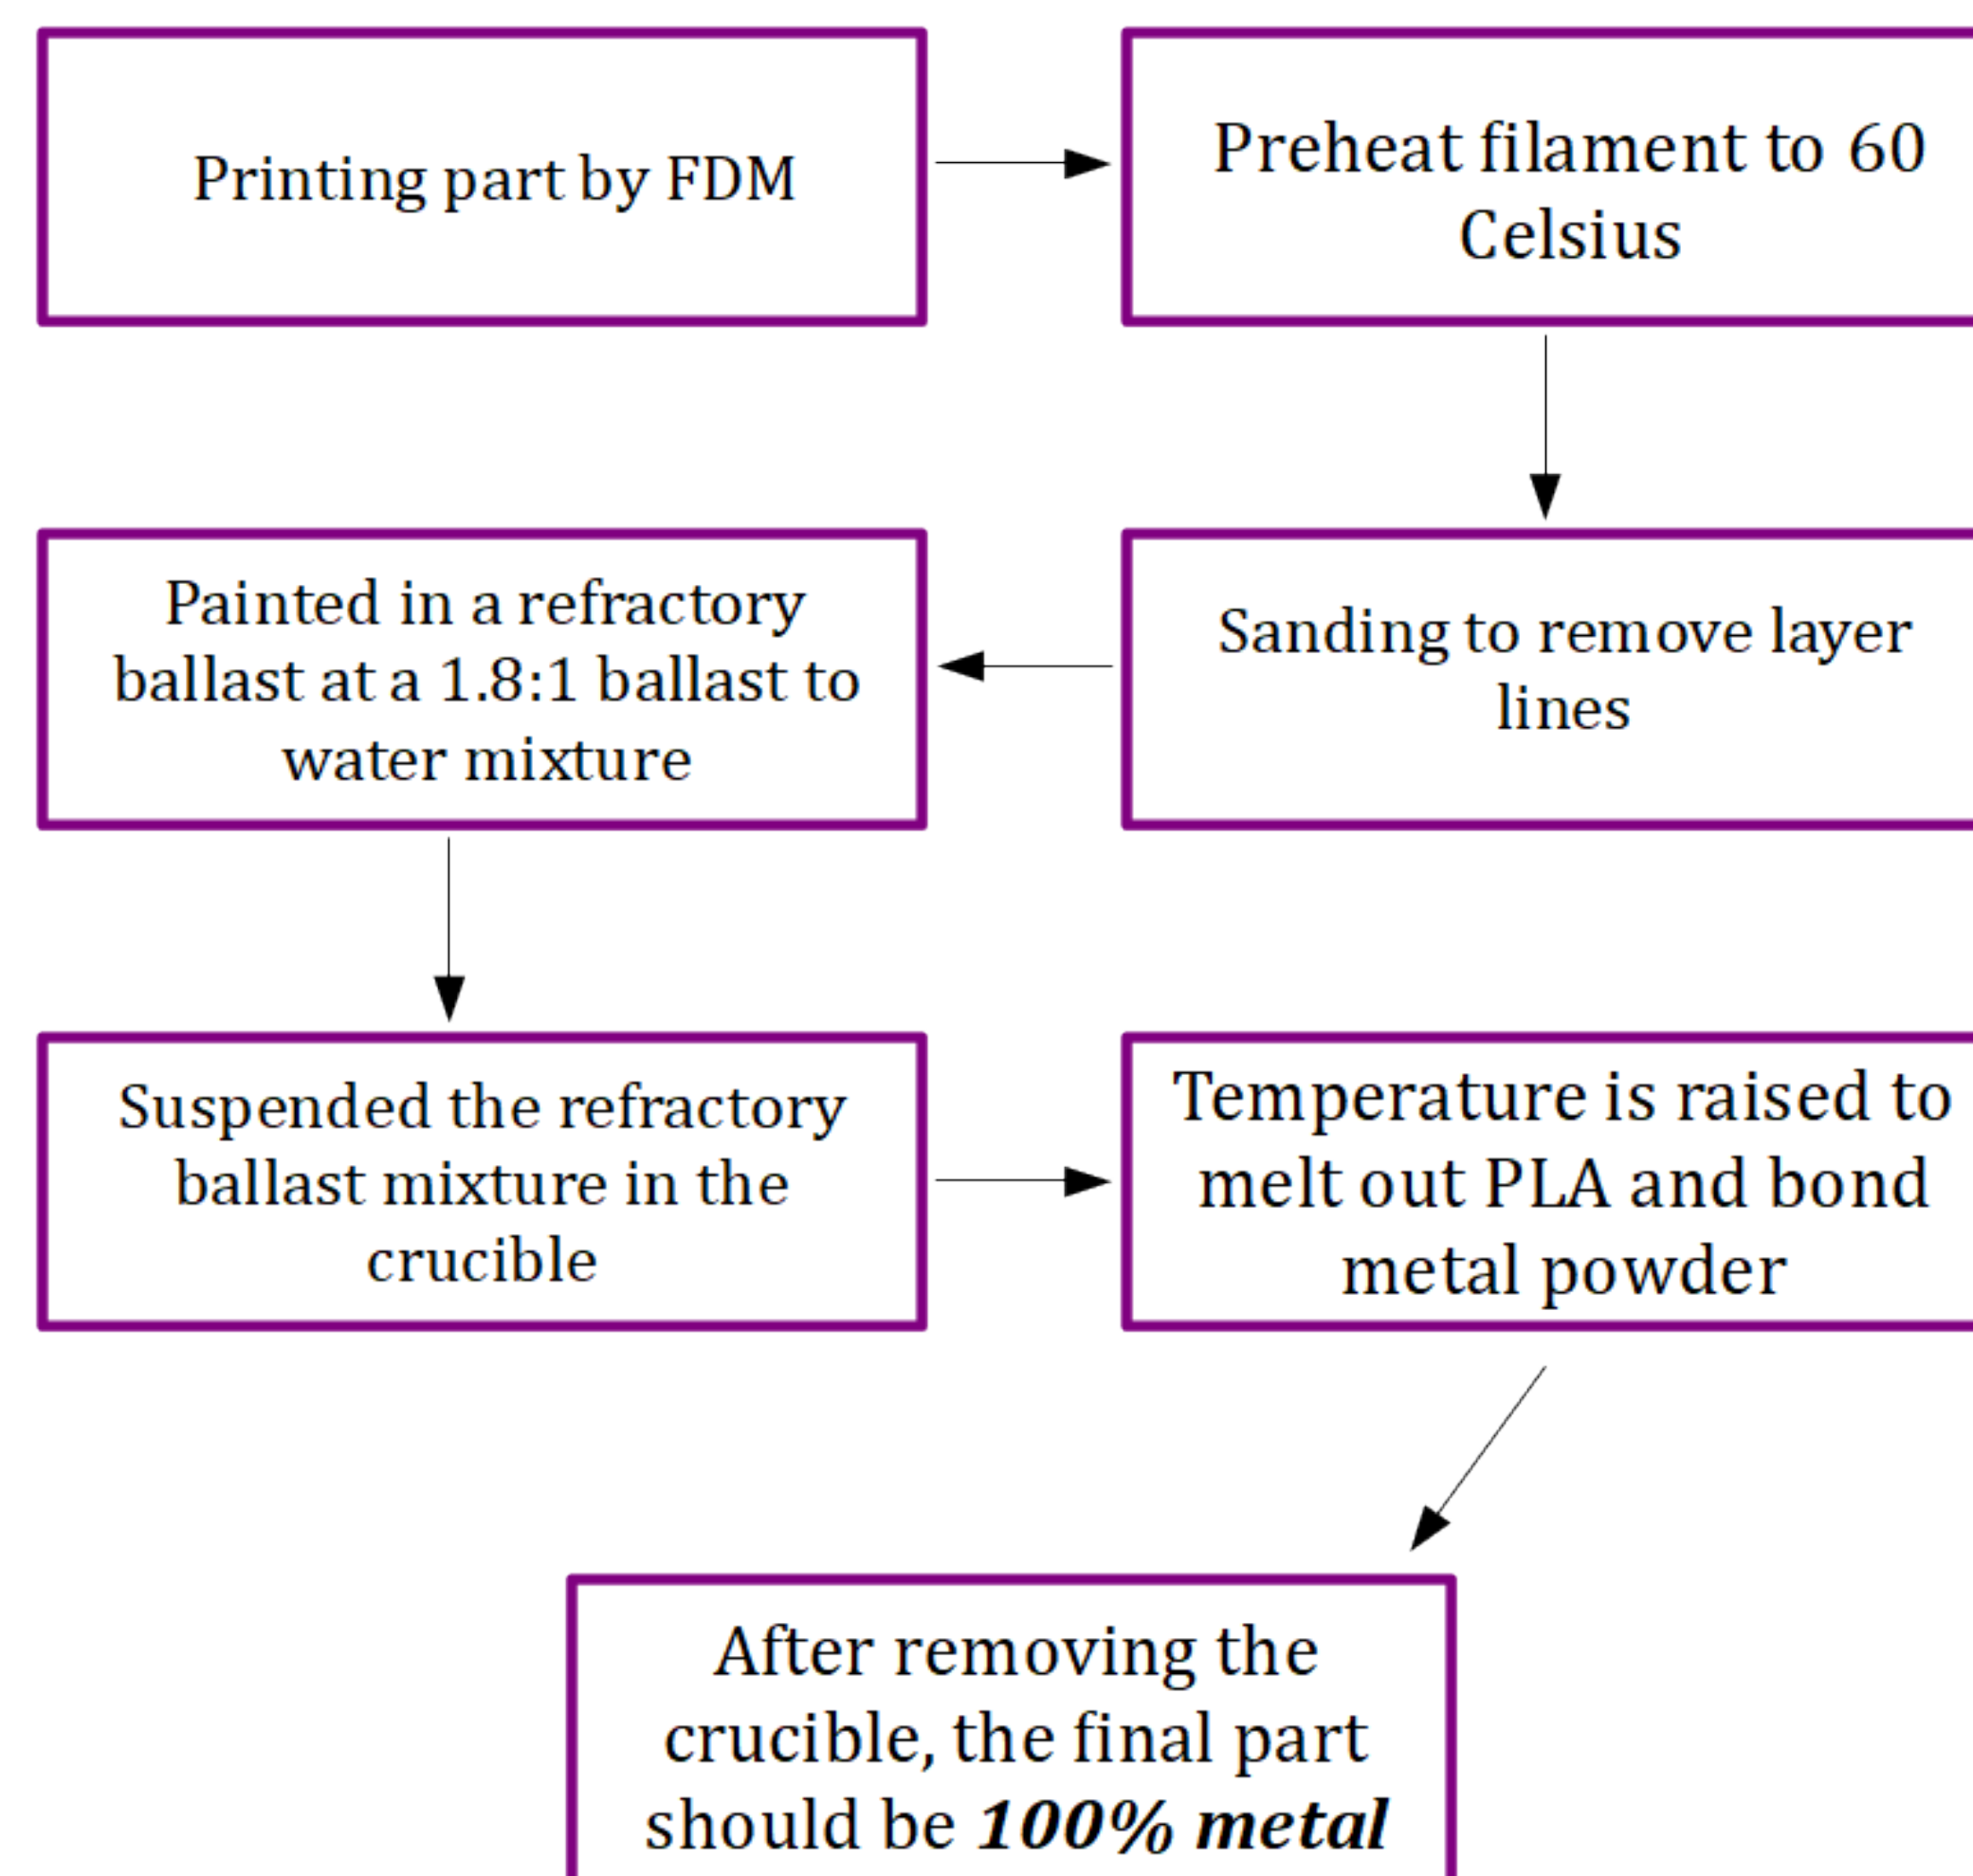 Printing part by FDM
Preheat filament to 60
Celsius
Sanding to remove layer
lines
Painted in a refractory
ballast at a 1.8:1 ballast to
water mixture
Suspended the refractory
ballast mixture in the
crucible
Temperature is raised to
melt out PLA and bond
metal powder
After removing the
crucible, the final part
should be 100% metal